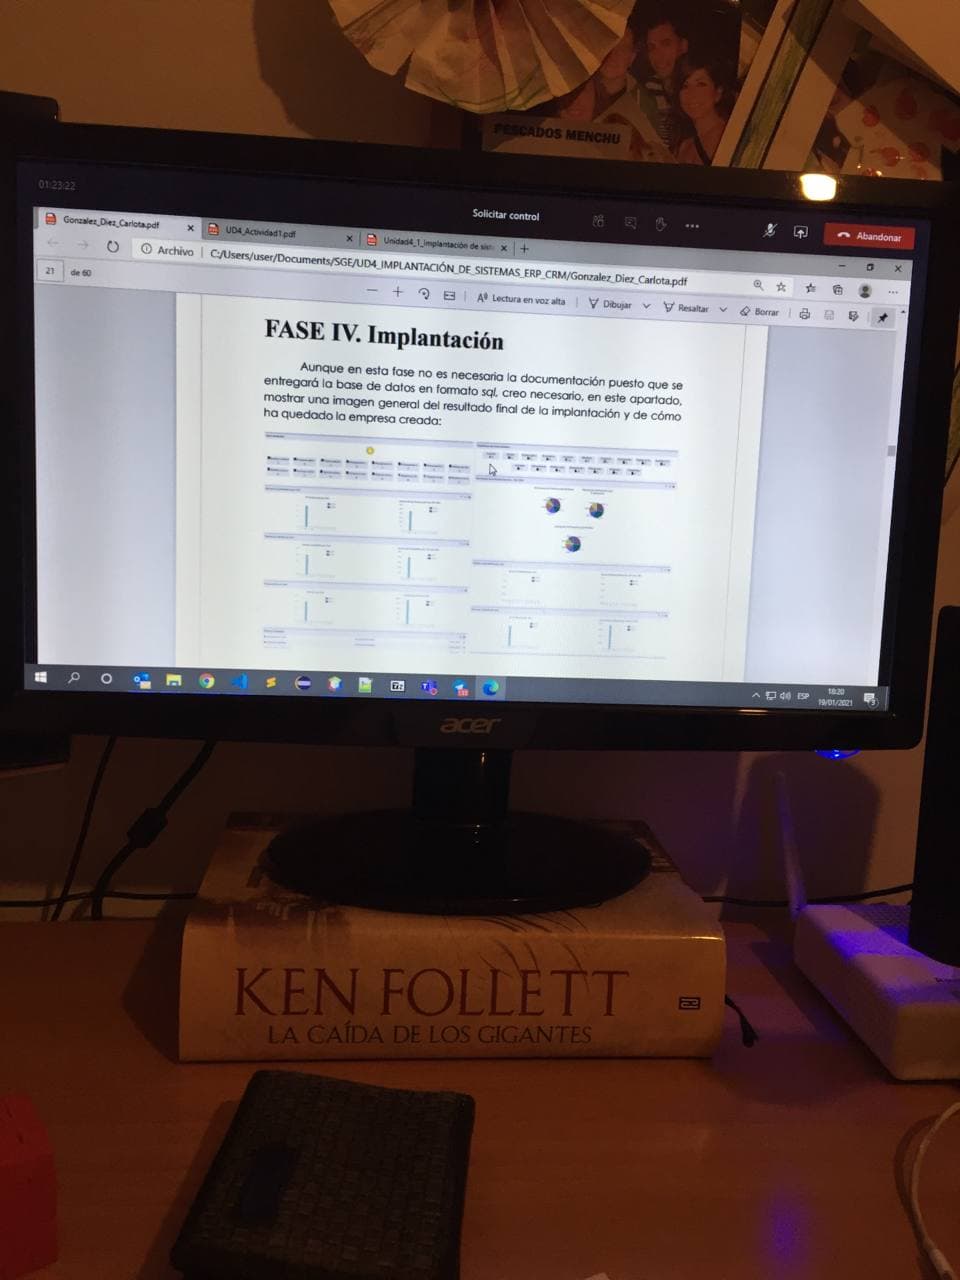 PESCADOS MENCHU
01:23:22
Solicitar control
Abandonar
Gonzalez_Diez_Carlota.pdf
UD4_Actividad1.pdf
Unidad4_1_Implantación de sist
Archivo
C:/Users/user/Documents/SGE/UD4_IMPLANTACIÓN_DE_SISTEMAS_ERP_CRM/Gonzalez_Diez_Carlota.pdf
21 de 60
Lectura en voz alta
Dibujar
Resaltar
Borrar
FASE IV. Implantación
Aunque en esta fase no es necesaria la documentación puesto que se
entregará la base de datos en formato sql, creo necesario, en este apartado,
mostrar una imagen general del resultado final de la implantación y de cómo
ha quedado la empresa creada:
ESP
18:20
19/01/2021
acer
KEN FOLLETT
LA CAÍDA DE LOS GIGANTES